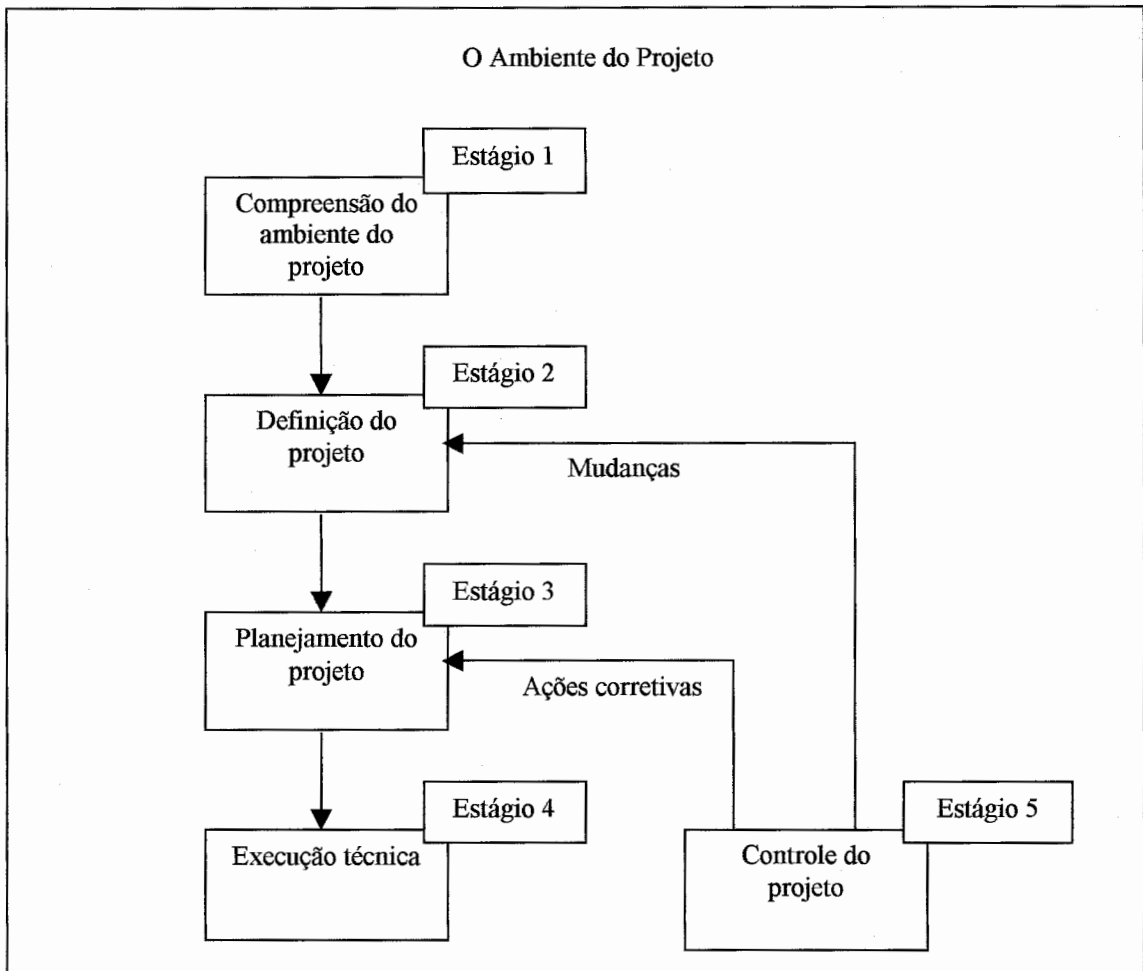 O Ambiente do Projeto
Estágio 1
Compreensão do
ambiente do
projeto
Estágio 2
Definição do
projeto
Mudanças
Estágio 3
Planejamento do
projeto
Ações corretivas
Estágio 4
Execução técnica
Estágio 5
Controle do
projeto